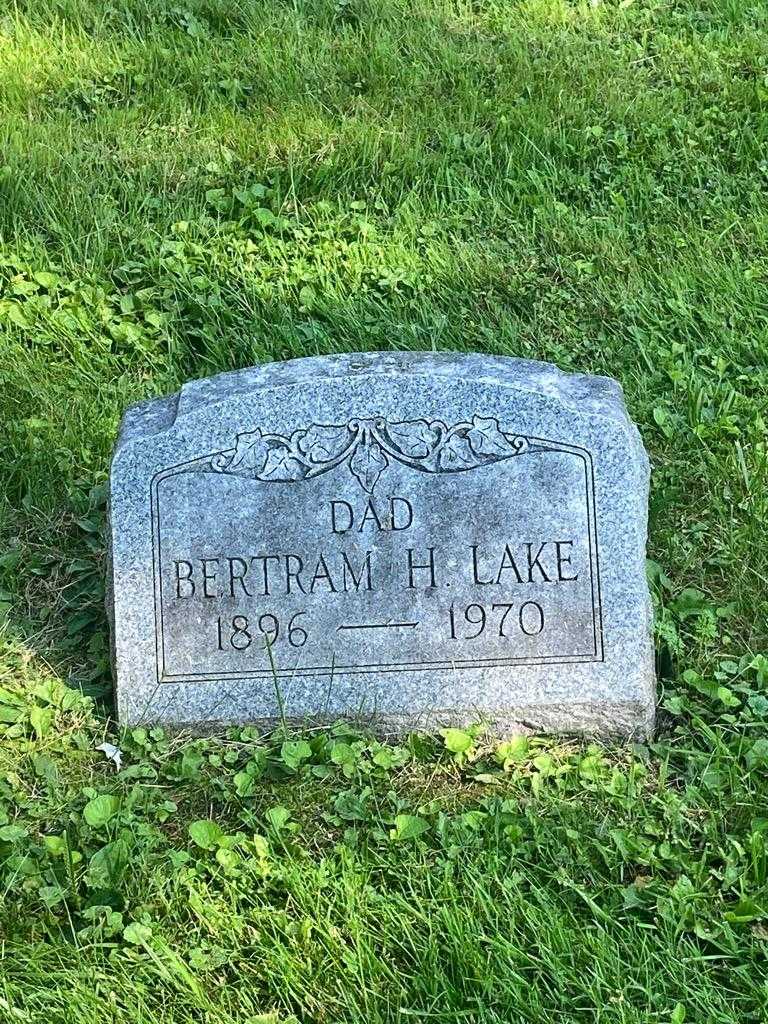 DAD
BERTRAM H. LAKE
1896 — 1970